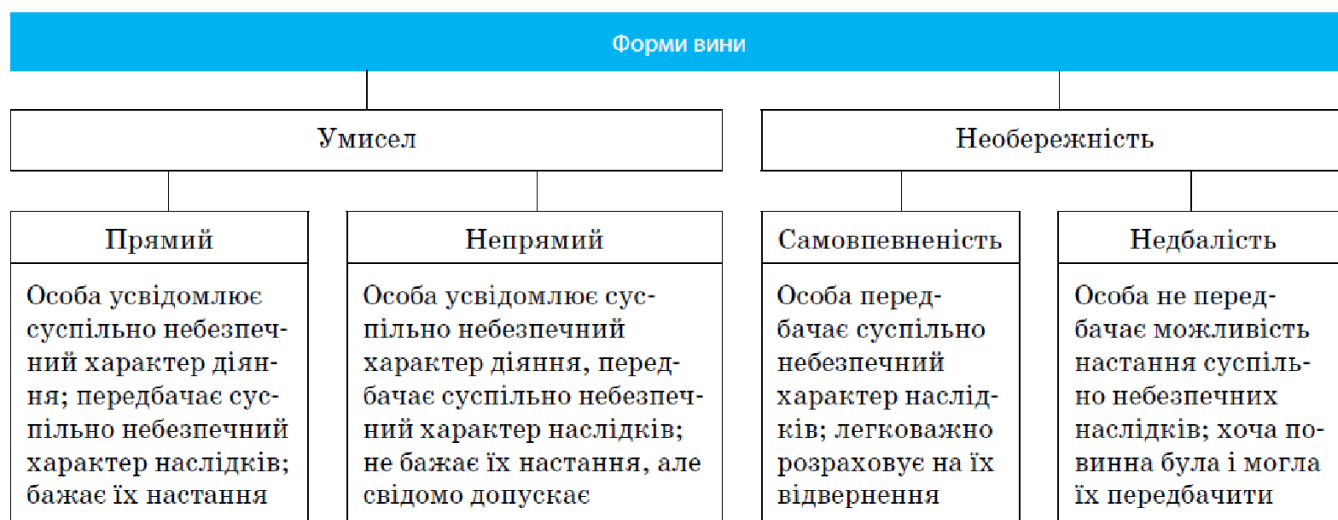 Форми вини
Умисел
Необережність
Прямий
Непрямий
Самовпевненість
Недбалість
Особа усвідомлює
суспільно небезпеч-
ний характер діян-
ня; передбачає сус-
пільно небезпечний
характер наслідків;
бажає їх настання
Особа усвідомлює сус-
пільно небезпечний
характер діяння, перед-
бачає суспільно небезпеч-
ний характер наслідків;
не бажає їх настання, але
свідомо допускає
Особа перед-
бачає суспільно
небезпечний
характер наслід-
ків; легковажно
розраховує на їх
відвернення
Особа не перед-
бачає можливість
настання суспіль-
но небезпечних
наслідків; хоча по-
винна була і могла
їх передбачити